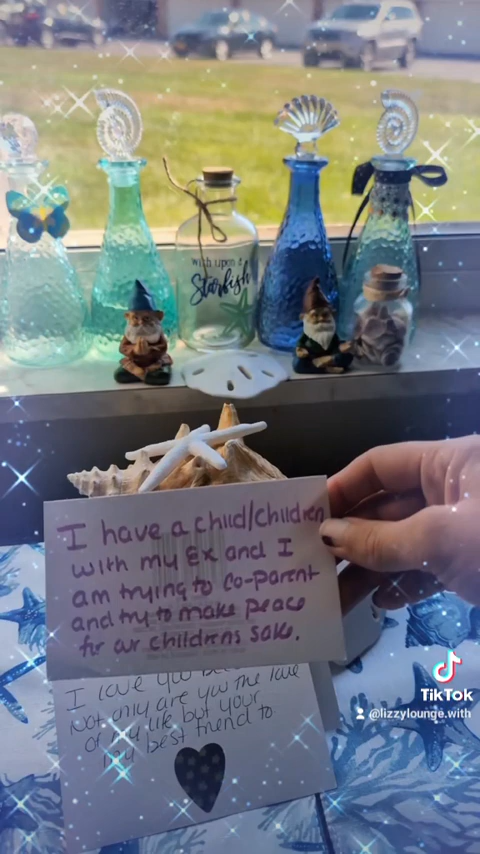 wish upon a
Starfish
I have a child/children
with my Ex and I
am trying to co-parent
and try to make peace
for our childrens sake.
I love you
Not only are you the love
of my life but your
my best friend to
TikTok
@lizzylounge.with